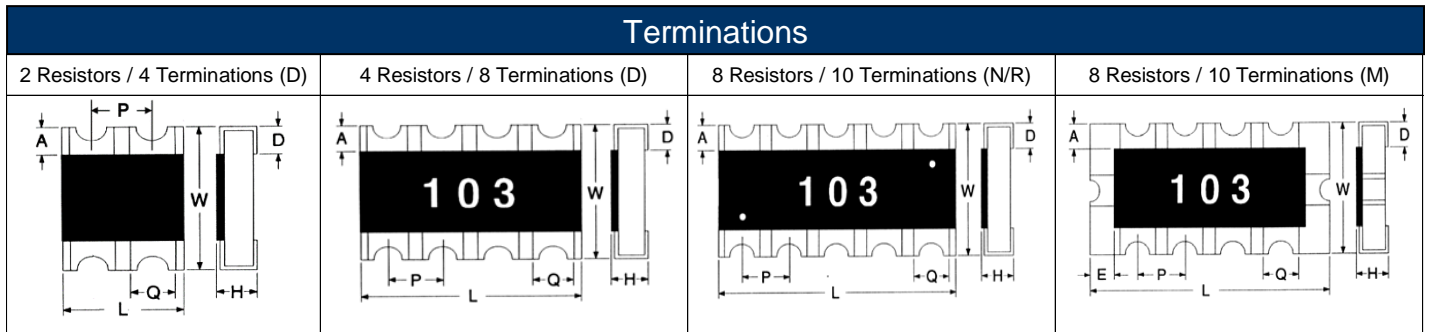 Terminations
2 Resistors / 4 Terminations (D)
4 Resistors / 8 Terminations (D)
8 Resistors / 10 Terminations (N/R)
8 Resistors / 10 Terminations (M)
P
A
D
W
Q
H
L
A
D
103
W
P
Q
H
L
A
D
103
W
P
Q
H
L
A
D
103
W
E
P
Q
H
L